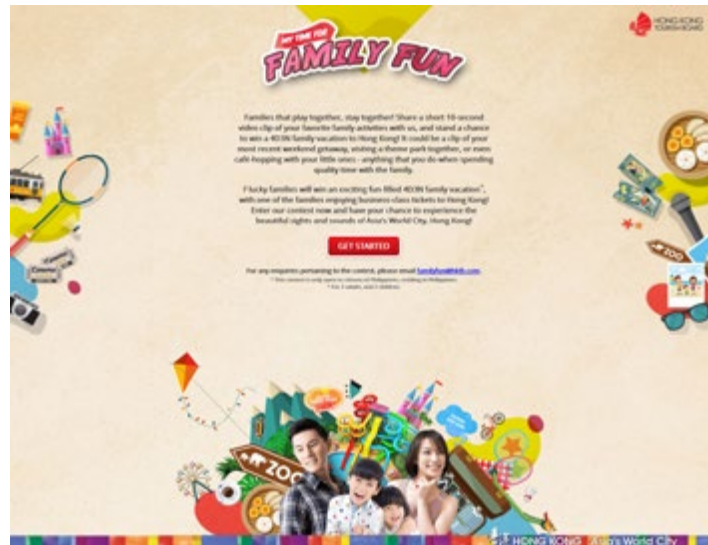 MY TIME FOR
FAMILY FUN
HONG KONG
TOURISM BOARD
Families that play together, stay together! Share a short 10-second
video clip of your favorite family activities with us, and stand a chance
to win a 4D3N family vacation to Hong Kong! It could be a clip of your
most recent weekend getaway, visiting a theme park together, or even
café-hopping with your little ones - anything that you do when spending
quality time with the family.
lucky families will win an exciting fun-filled 4D3N family vacation
with one of the families enjoying business class tickets to Hong Kong!
Enter our contest now and have your chance to experience the
beautiful sights and sounds of Asia's World City, Hong Kong!
GET STARTED
For any enquires pertaining to the contest, please email
ZOO
ZOO
HONG KONG Asia's World City